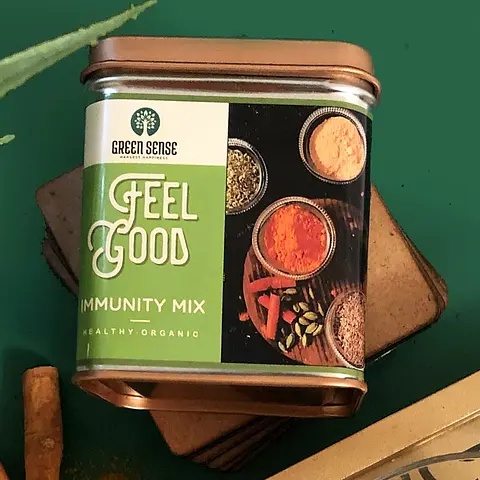 GREEN SENSE
HARVEST HAPPINESS
FEEL
GOOD
IMMUNITY MIX
HEALTHY·ORGANIC